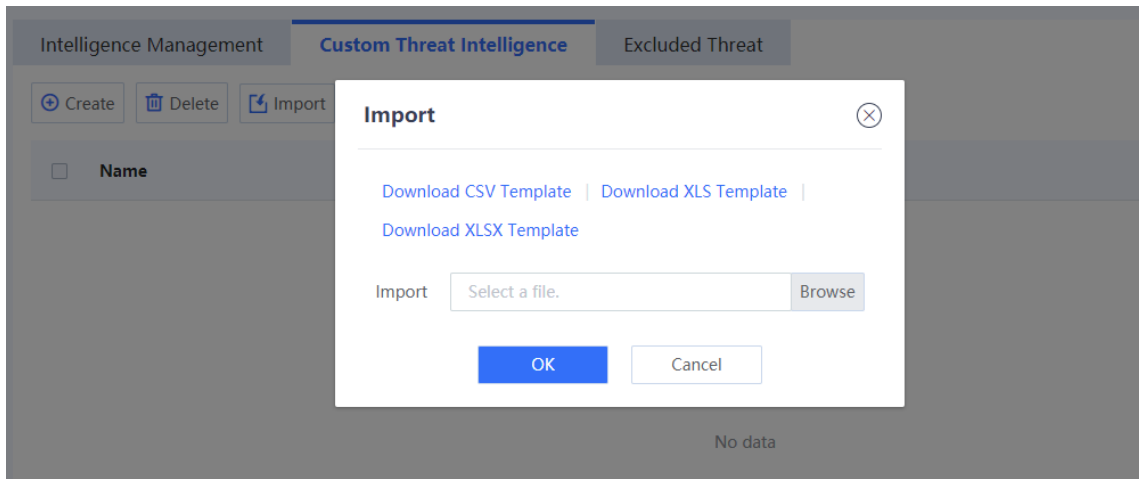 Intelligence Management Custom Threat Intelligence Excluded Threat
Create Delete Import
Name
Import
Download CSV Template | Download XLS Template |
Download XLSX Template
Import Select a file. Browse
OK Cancel
No data